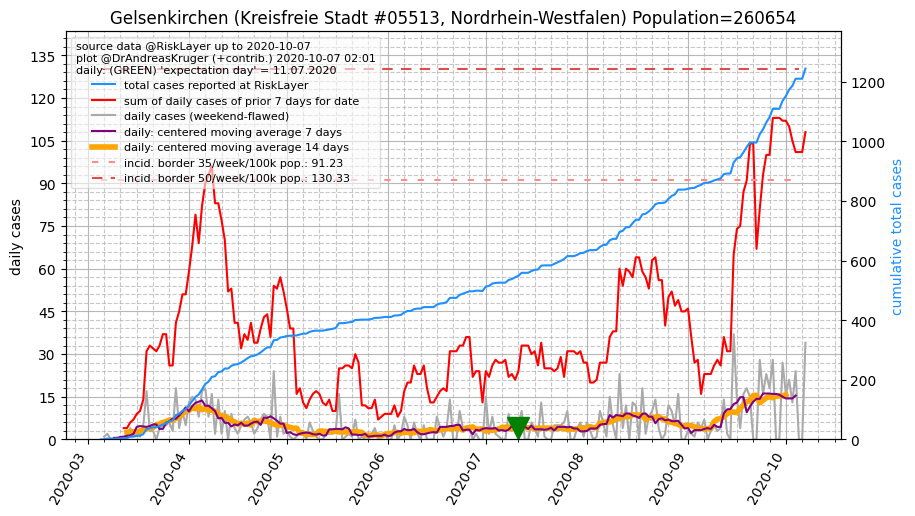 Gelsenkirchen (Kreisfreie Stadt #05513, Nordrhein-Westfalen) Population=260654
source data @RiskLayer up to 2020-10-07
plot @DrAndreasKruger (+contrib.) 2020-10-07 02:01
daily: (GREEN) 'expectation day' = 11.07.2020
total cases reported at RiskLayer
sum of daily cases of prior 7 days for date
daily cases (weekend-flawed)
daily: centered moving average 7 days
daily: centered moving average 14 days
incid. border 35/week/100k pop.: 91.23
incid. border 50/week/100k pop.: 130.33
daily cases
135
120
105
90
75
60
45
30
15
0
cumulative total cases
1200
1000
800
600
400
200
0
2020-03
2020-04
2020-05
2020-06
2020-07
2020-08
2020-09
2020-10